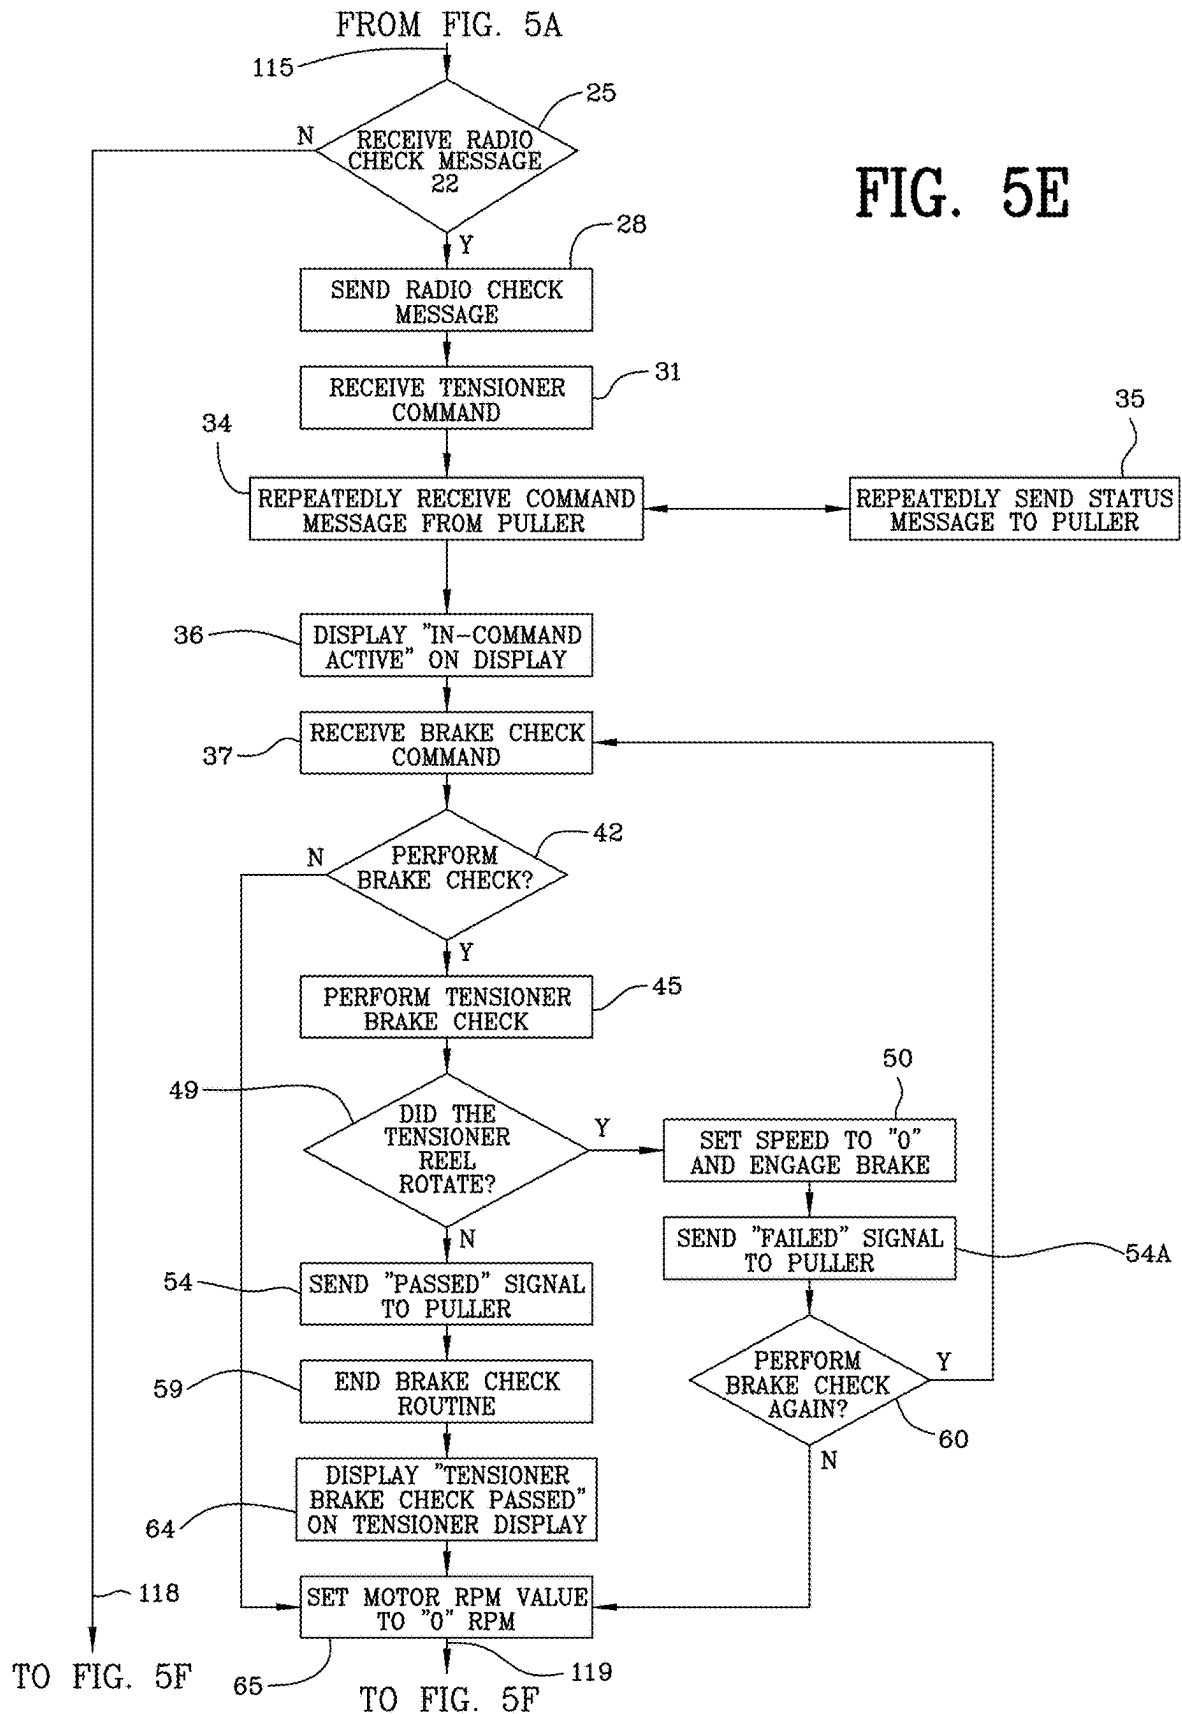 FROM FIG. 5A
115
25
N
RECEIVE RADIO
CHECK MESSAGE
22
FIG. 5E
Y
28
SEND RADIO CHECK
MESSAGE
31
RECEIVE TENSIONER
COMMAND
34
35
REPEATEDLY RECEIVE COMMAND
MESSAGE FROM PULLER
REPEATEDLY SEND STATUS
MESSAGE TO PULLER
36
DISPLAY "IN-COMMAND
ACTIVE" ON DISPLAY
37
RECEIVE BRAKE CHECK
COMMAND
42
N
PERFORM
BRAKE CHECK?
Y
45
PERFORM TENSIONER
BRAKE CHECK
49
DID THE
TENSIONER
REEL
ROTATE?
Y
50
SET SPEED TO "0"
AND ENGAGE BRAKE
N
SEND "FAILED" SIGNAL
TO PULLER
54A
54
SEND "PASSED" SIGNAL
TO PULLER
59
END BRAKE CHECK
ROUTINE
PERFORM
BRAKE CHECK
AGAIN?
Y
60
N
64
DISPLAY "TENSIONER
BRAKE CHECK PASSED"
ON TENSIONER DISPLAY
118
SET MOTOR RPM VALUE
TO "0" RPM
65
119
TO FIG. 5F
TO FIG. 5F